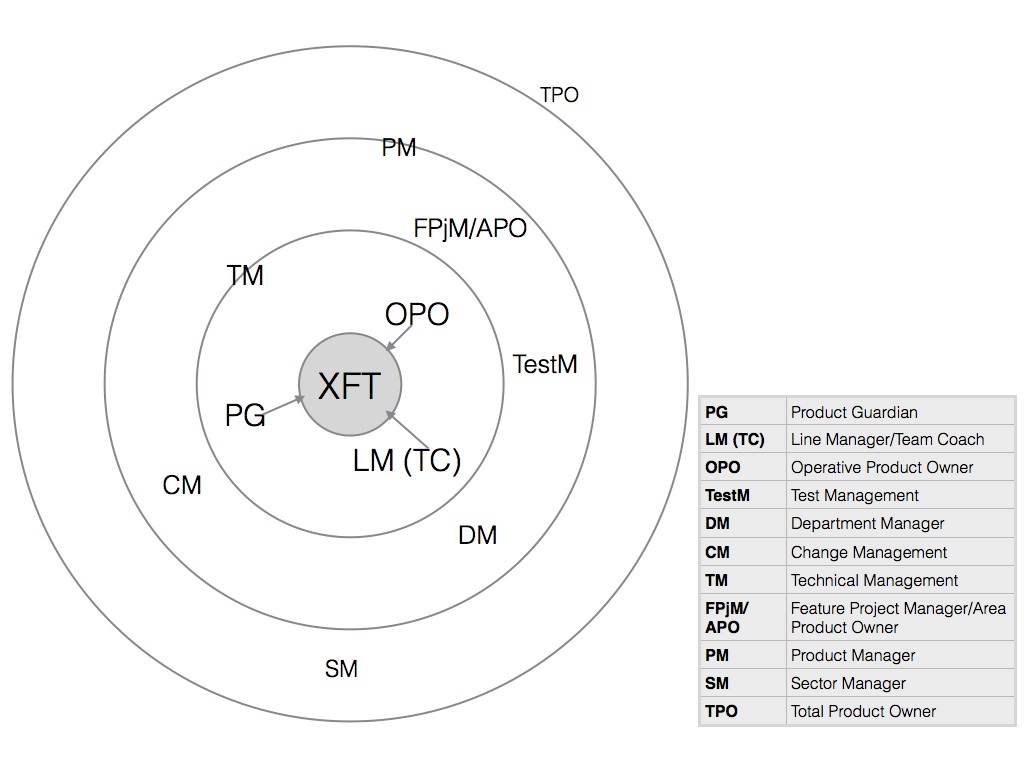 TPO
PM
FPjM/APO
TM
OPO
TestM
XFT
PG
LM (TC)
CM
DM
SM
PG Product Guardian
LM (TC) Line Manager/Team Coach
OPO Operative Product Owner
TestM Test Management
DM Department Manager
CM Change Management
TM Technical Management
FPjM/ Feature Project Manager/Area
APO Product Owner
PM Product Manager
SM Sector Manager
TPO Total Product Owner